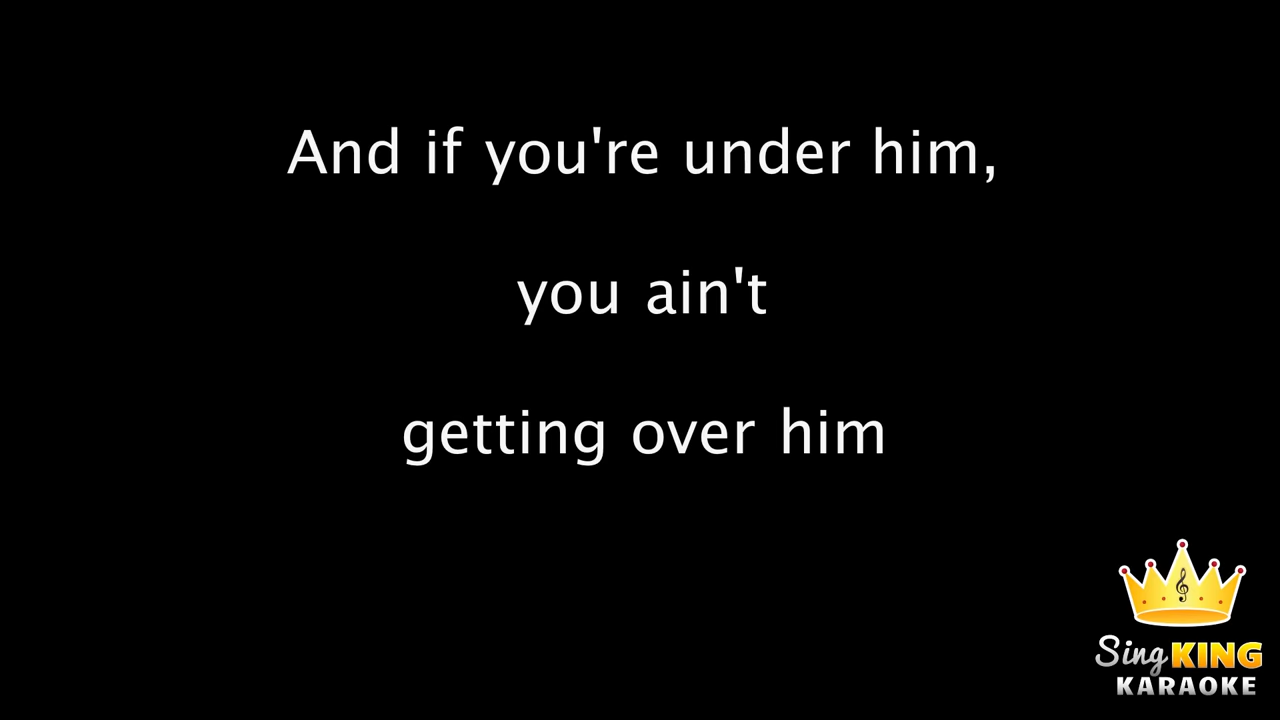 And if you're under him,
you ain't
getting over him
Sing KING
KARAOKE